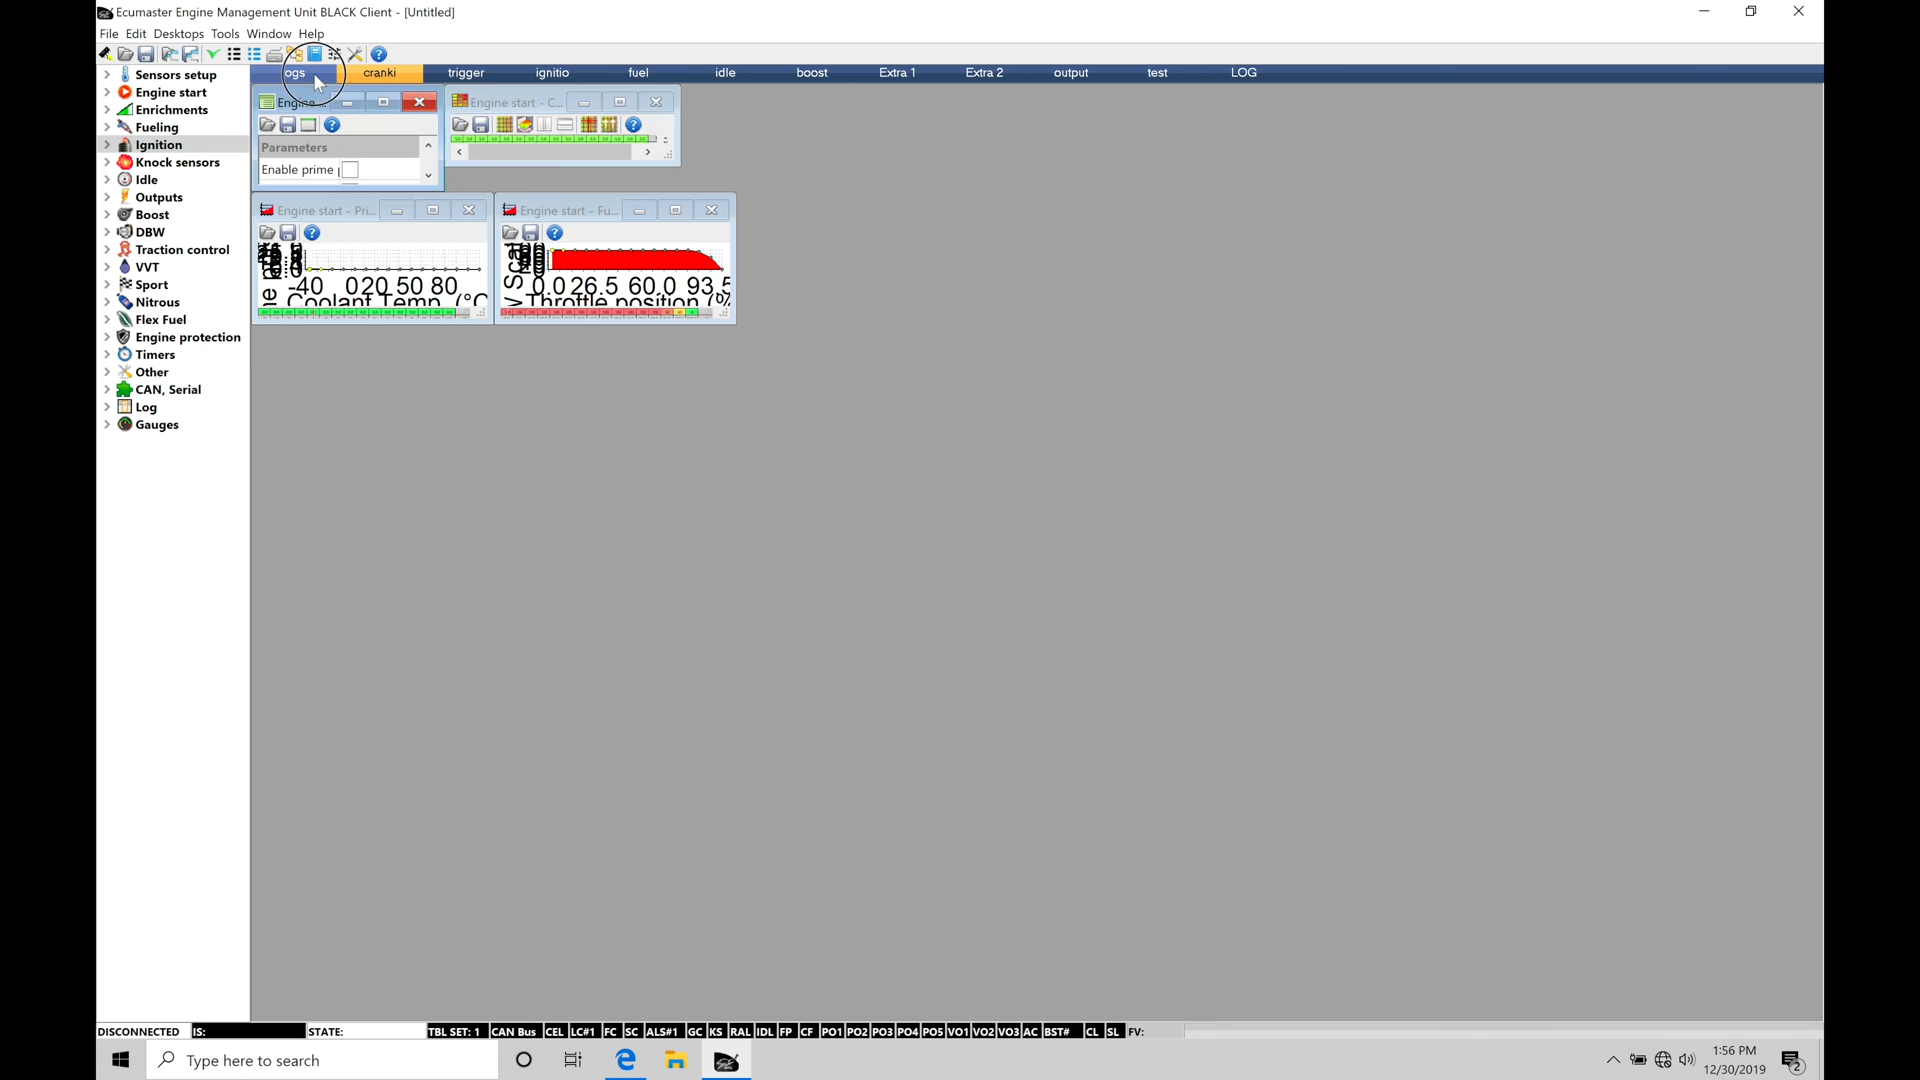 Ecumaster Engine Management Unit BLACK Client - [Untitled]
File Edit Desktops Tools Window Help
ogs cranki trigger ignitio fuel idle boost Extra 1 Extra 2 output test LOG
Sensors setup
Engine start
Enrichments
Fueling
Ignition
Knock sensors
Idle
Outputs
Boost
DBW
Traction control
VVT
Sport
Nitrous
Flex Fuel
Engine protection
Timers
Other
CAN, Serial
Log
Gauges
Engine ...
Parameters
Enable prime
Engine start - C...
Engine start - Pri...
-40 0 20 50 80
Coolant Temp. (°C
Engine start - Fu...
0.0 26.5 60.0 93.5
Throttle position (%
DISCONNECTED IS: STATE: TBL SET: 1 CAN Bus CEL LC#1 FC SC ALS#1 GC KS RAL IDL FP CF PO1 PO2 PO3 PO4 PO5 VO1 VO2 VO3 AC BST# CL SL FV:
Type here to search
1:56 PM
12/30/2019
2